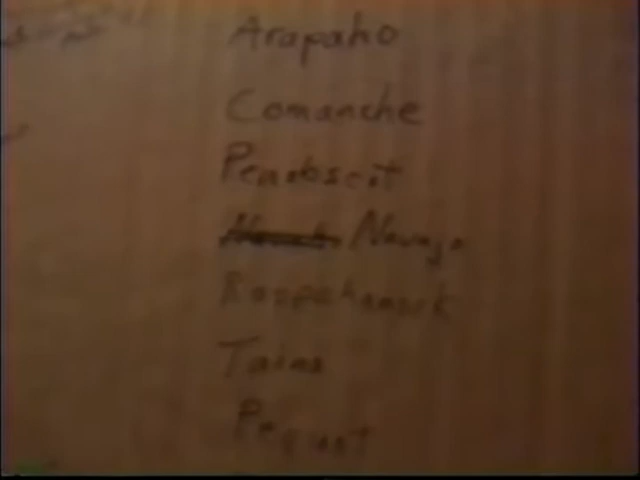 Arapaho
Comanche
Penobscot
Navajo
Taino
Pequot